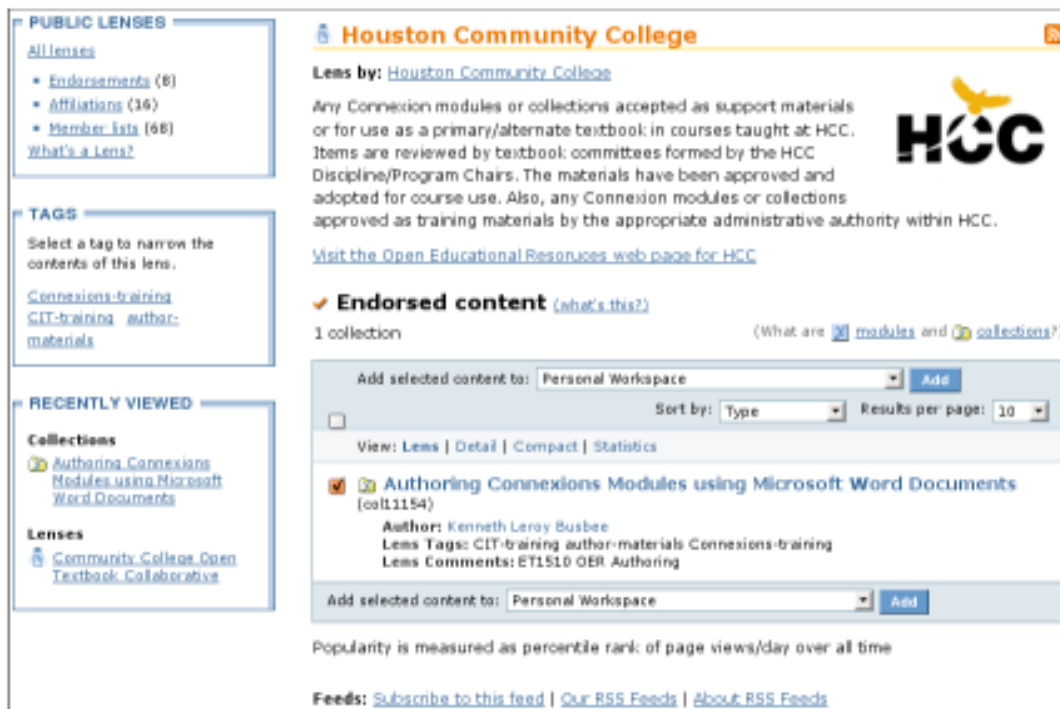 PUBLIC LENSES
All lenses
Endorsements (8)
Affiliations (16)
Member lists (68)
What's a Lens?
TAGS
Select a tag to narrow the
contents of this lens.
Connexions-training
CIT-training author-
materials
RECENTLY VIEWED
Collections
Authoring Connexions
Modules using Microsoft
Word Documents
Lenses
Community College Open
Textbook Collaborative
Houston Community College
Lens by: Houston Community College
Any Connexion modules or collections accepted as support materials
or for use as a primary/alternate textbook in courses taught at HCC.
Items are reviewed by textbook committees formed by the HCC
Discipline/Program Chairs. The materials have been approved and
adopted for course use. Also, any Connexion modules or collections
approved as training materials by the appropriate administrative authority within HCC.
HCC
Visit the Open Educational Resoruces web page for HCC
Endorsed content (what's this?)
1 collection
(What are modules and collections?)
Add selected content to: Personal Workspace Add
Sort by: Type Results per page: 10
View: Lens | Detail | Compact | Statistics
Authoring Connexions Modules using Microsoft Word Documents
(col11154)
Author: Kenneth Leroy Busbee
Lens Tags: CIT-training author-materials Connexions-training
Lens Comments: ET1510 OER Authoring
Add selected content to: Personal Workspace Add
Popularity is measured as percentile rank of page views/day over all time
Feeds: Subscribe to this feed | Our RSS Feeds | About RSS Feeds